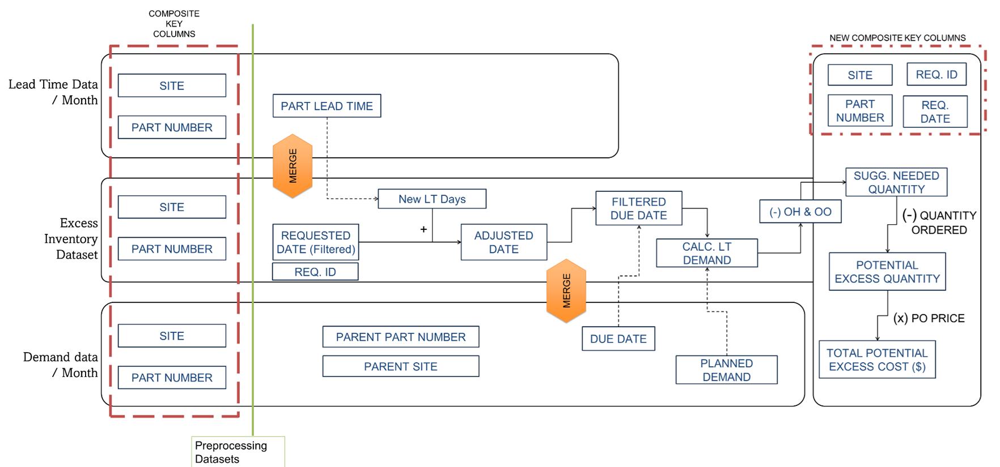 COMPOSITE
KEY
COLUMNS
NEW COMPOSITE KEY COLUMNS
Lead Time Data
/ Month
SITE
PART NUMBER
PART LEAD TIME
MERGE
SITE
REQ. ID
PART
NUMBER
REQ.
DATE
Excess
Inventory
Dataset
SITE
PART NUMBER
New LT Days
+
REQUESTED
DATE (Filtered)
REQ. ID
ADJUSTED
DATE
FILTERED
DUE DATE
CALC. LT
DEMAND
(-) OH & OO
SUGG. NEEDED
QUANTITY
(-) QUANTITY
ORDERED
POTENTIAL
EXCESS QUANTITY
(x) PO PRICE
TOTAL POTENTIAL
EXCESS COST ($)
MERGE
Demand data
/ Month
SITE
PART NUMBER
PARENT PART NUMBER
PARENT SITE
DUE DATE
PLANNED
DEMAND
Preprocessing
Datasets